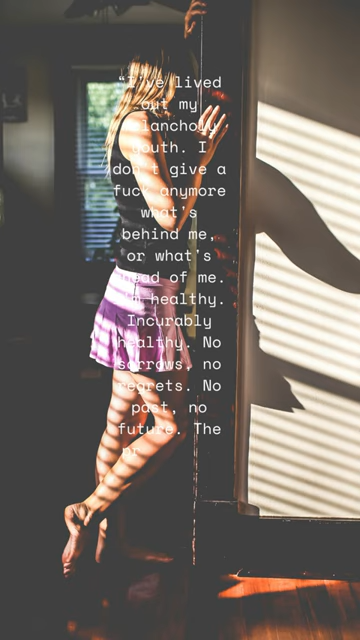 “I’ve lived
out my
melancholy
youth. I
don’t give a
fuck anymore
what’s
behind me,
or what’s
ahead of me.
I’m healthy.
Incurably
healthy. No
sorrows, no
regrets. No
past, no
future. The
pr